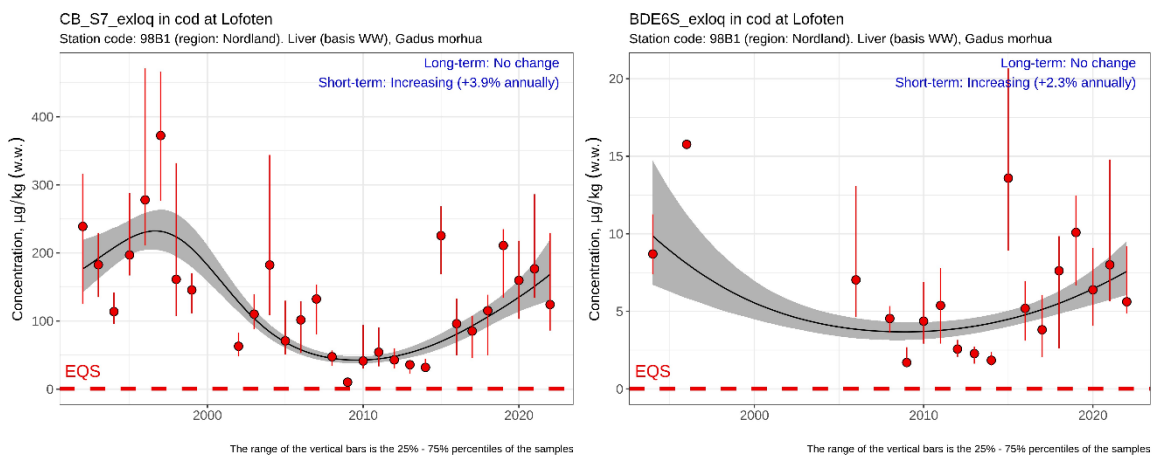 CB_S7_exloq in cod at Lofoten
Station code: 98B1 (region: Nordland). Liver (basis WW), Gadus morhua
Long-term: No change
Short-term: Increasing (+3.9% annually)
Concentration, µg/kg (w.w.)
400
300
200
100
0
EQS
2000
2010
2020
The range of the vertical bars is the 25% - 75% percentiles of the samples
BDE6S_exloq in cod at Lofoten
Station code: 98B1 (region: Nordland). Liver (basis WW), Gadus morhua
Long-term: No change
Short-term: Increasing (+2.3% annually)
Concentration, µg/kg (w.w.)
20
15
10
5
0
EQS
2000
2010
2020
The range of the vertical bars is the 25% - 75% percentiles of the samples